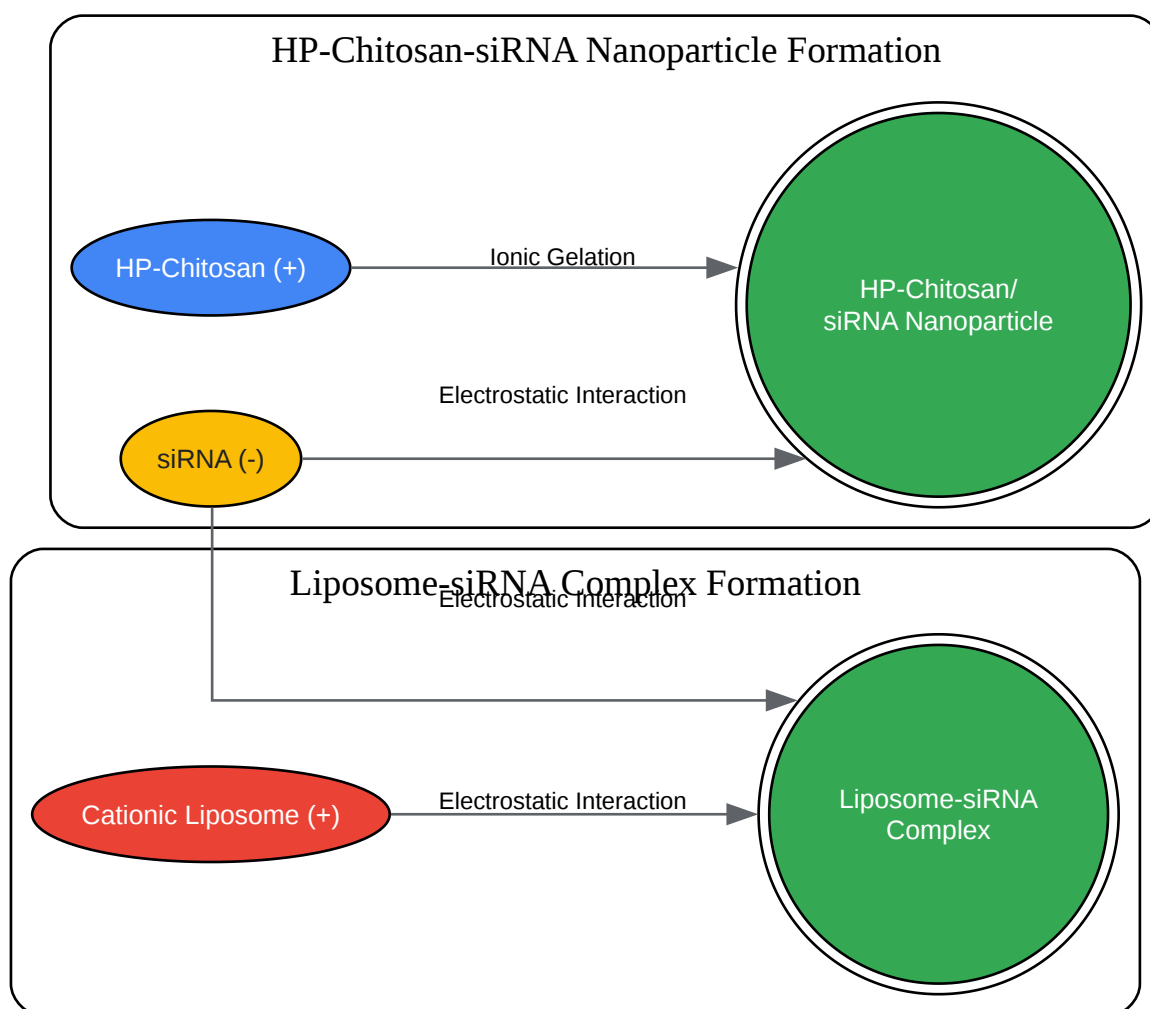 HP-Chitosan-siRNA Nanoparticle Formation
HP-Chitosan (+)
Ionic Gelation
HP-Chitosan/
siRNA Nanoparticle
Electrostatic Interaction
siRNA (-)
Liposome-siRNA Complex Formation
Electrostatic Interaction
Cationic Liposome (+)
Electrostatic Interaction
Liposome-siRNA
Complex